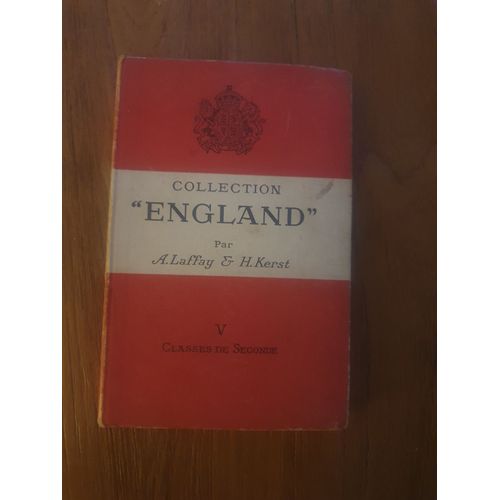 COLLECTION
"ENGLAND"
Par
A. Laffay & H. Kerst
V
CLASSES DE SECONDE